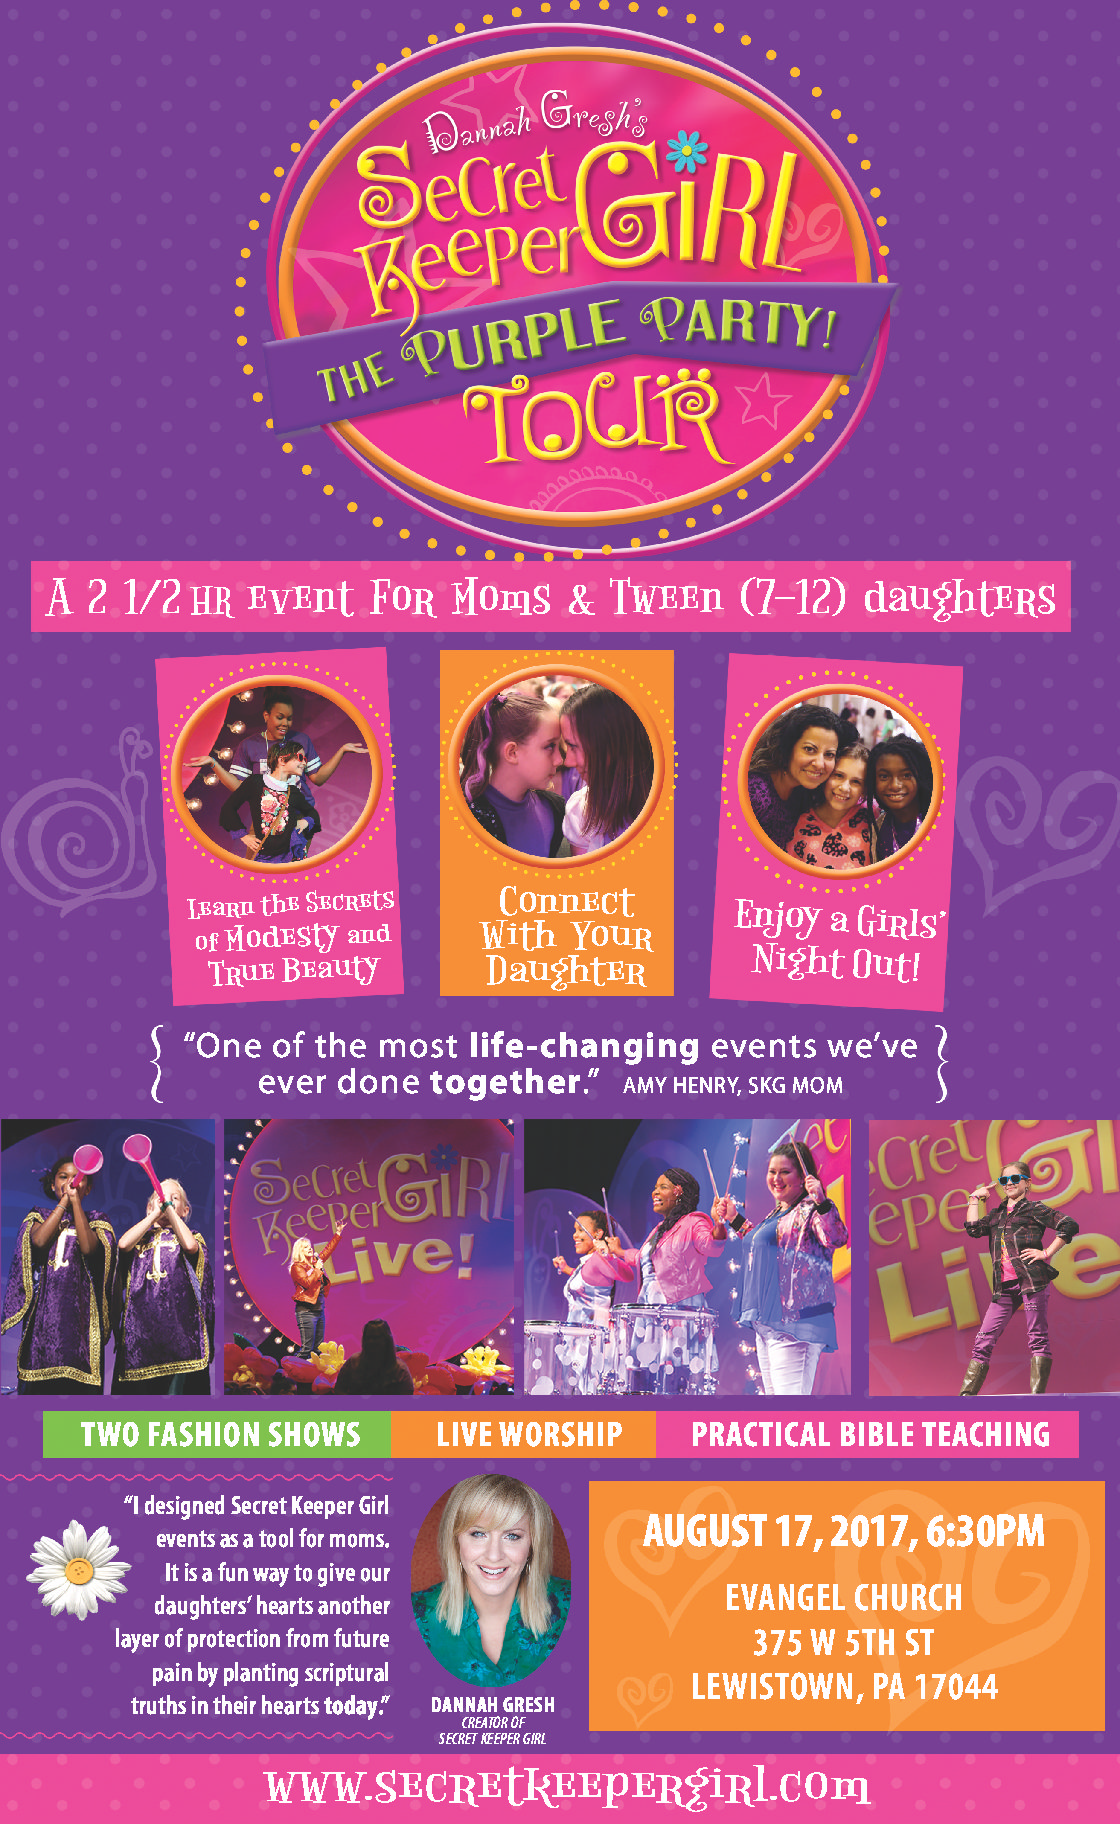 Dannah Gresh's
Secret
Keeper GiRL
THE PURPLE PARTY!
TOUR
A 2 1/2 HR EVENT FOR MOMS & TWEEN (7–12) daughTERS
LEARN thE SECRETS
of MODESTY and
TRUE BEAUTY
CONNECT
With YOUR
DaughTER
Enjoy a GiRLs'
Night Out!
“One of the most life-changing events we’ve
ever done together.” AMY HENRY, SKG MOM
Secret
Keeper GiRl
Live!
et
ecret
eeper Gi
Live
TWO FASHION SHOWS
LIVE WORSHIP
PRACTICAL BIBLE TEACHING
“I designed Secret Keeper Girl
events as a tool for moms.
It is a fun way to give our
daughters’ hearts another
layer of protection from future
pain by planting scriptural
truths in their hearts today.”
DANNAH GRESH
CREATOR OF
SECRET KEEPER GIRL
AUGUST 17, 2017, 6:30PM
EVANGEL CHURCH
375 W 5TH ST
LEWISTOWN, PA 17044
WWW.SECRETKEEPERgiRl.COm